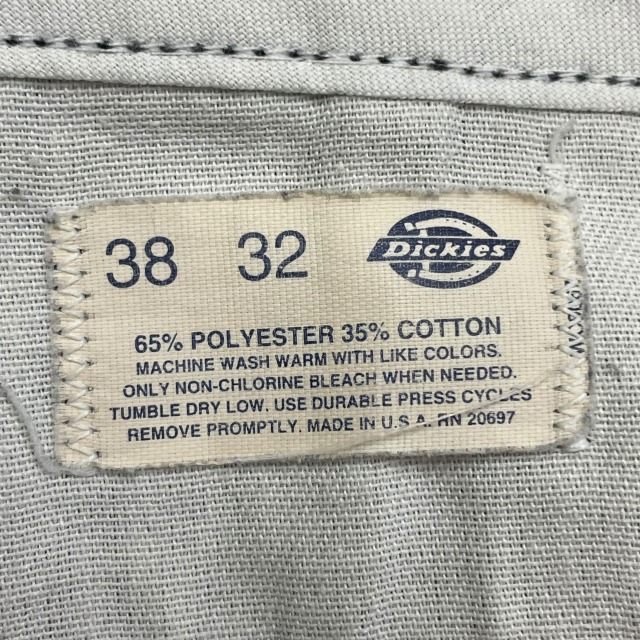 38 32 Dickies
65% POLYESTER 35% COTTON
MACHINE WASH WARM WITH LIKE COLORS.
ONLY NON-CHLORINE BLEACH WHEN NEEDED.
TUMBLE DRY LOW. USE DURABLE PRESS CYCLES
REMOVE PROMPTLY. MADE IN U.S.A. RN 20697